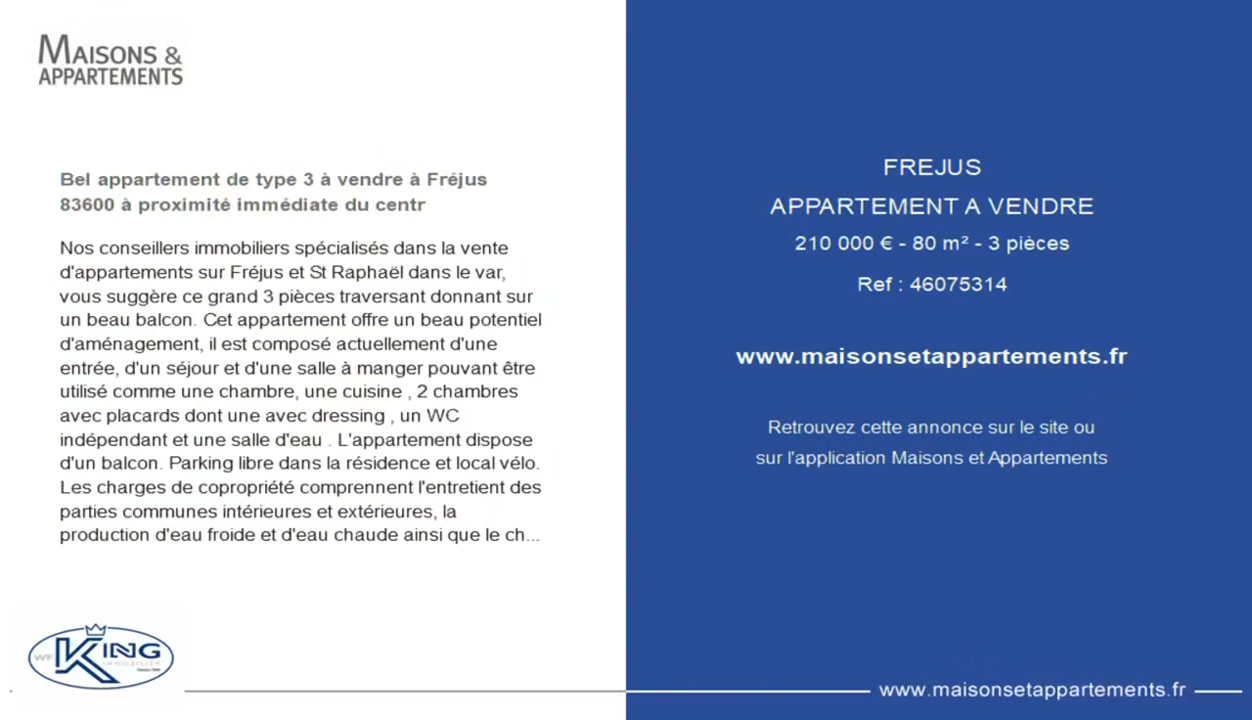 MAISONS &
APPARTEMENTS
Bel appartement de type 3 à vendre à Fréjus
83600 à proximité immédiate du centr
Nos conseillers immobiliers spécialisés dans la vente
d'appartements sur Fréjus et St Raphaël dans le var,
vous suggère ce grand 3 pièces traversant donnant sur
un beau balcon. Cet appartement offre un beau potentiel
d'aménagement, il est composé actuellement d'une
entrée, d'un séjour et d'une salle à manger pouvant être
utilisé comme une chambre, une cuisine , 2 chambres
avec placards dont une avec dressing , un WC
indépendant et une salle d'eau . L'appartement dispose
d'un balcon. Parking libre dans la résidence et local vélo.
Les charges de copropriété comprennent l'entretient des
parties communes intérieures et extérieures, la
production d'eau froide et d'eau chaude ainsi que le ch...
WF KING
IMMOBILIER
FREJUS
APPARTEMENT A VENDRE
210 000 € - 80 m² - 3 pièces
Ref : 46075314
www.maisonsetappartements.fr
Retrouvez cette annonce sur le site ou
sur l'application Maisons et Appartements
www.maisonsetappartements.fr